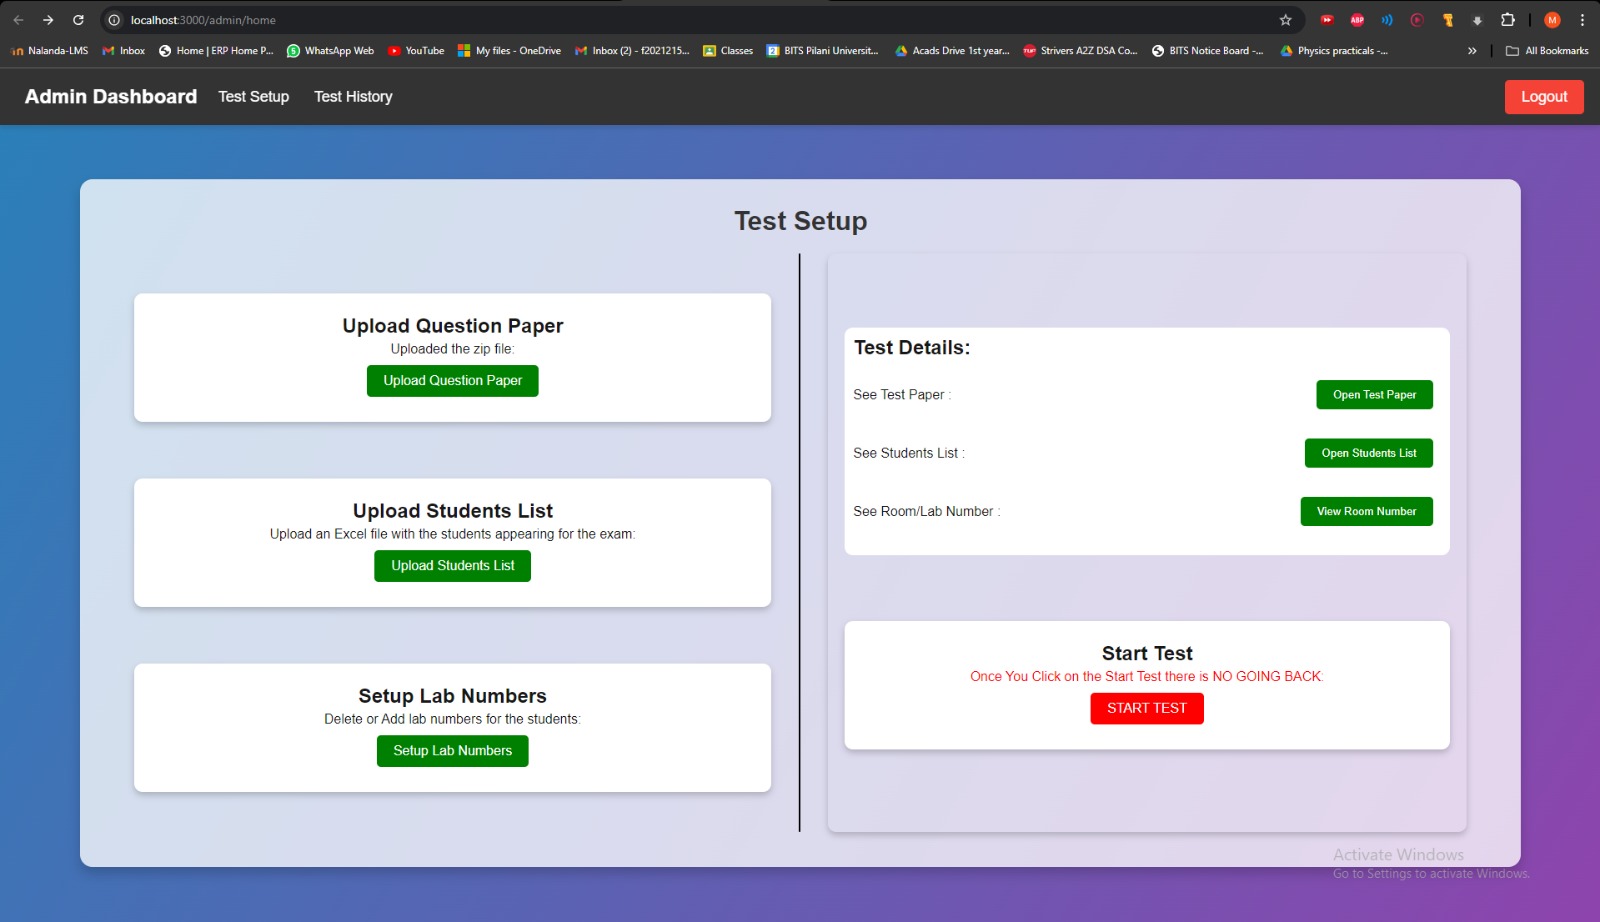 localhost:3000/admin/home
Nalanda-LMS Inbox Home | ERP Home P... WhatsApp Web YouTube My files - OneDrive Inbox (2) - f2021215... Classes BITS Pilani Universit... Acads Drive 1st year... Strivers A2Z DSA Co... BITS Notice Board -... Physics practicals -... » All Bookmarks
Admin Dashboard Test Setup Test History Logout
Test Setup
Upload Question Paper
Uploaded the zip file:
Upload Question Paper
Upload Students List
Upload an Excel file with the students appearing for the exam:
Upload Students List
Setup Lab Numbers
Delete or Add lab numbers for the students:
Setup Lab Numbers
Test Details:
See Test Paper : Open Test Paper
See Students List : Open Students List
See Room/Lab Number : View Room Number
Start Test
Once You Click on the Start Test there is NO GOING BACK:
START TEST
Activate Windows
Go to Settings to activate Windows.